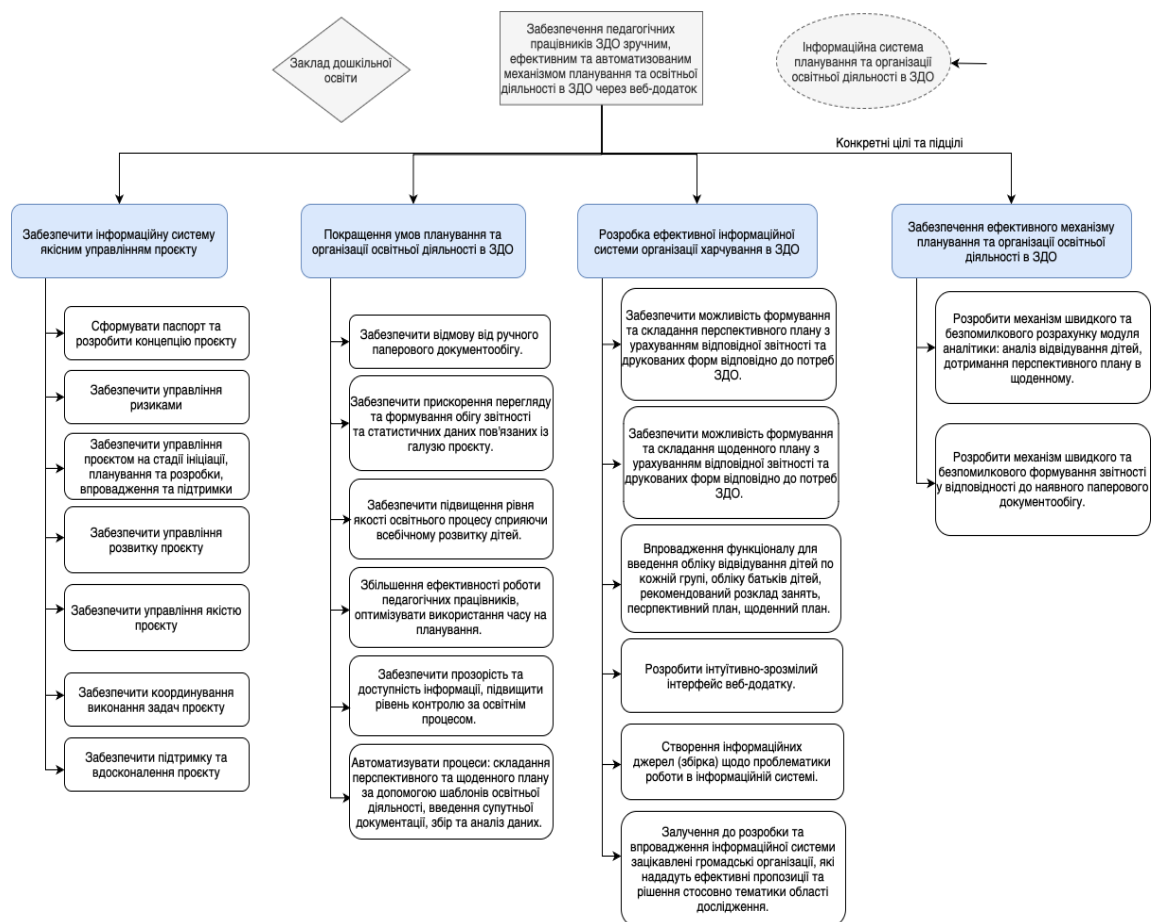 Заклад дошкільної
освіти
Забезпечення педагогічних
працівників ЗДО зручним,
ефективним та автоматизованим
механізмом планування та освітньої
діяльності в ЗДО через веб-додаток
Інформаційна система
планування та організації
освітньої діяльності в ЗДО
Конкретні цілі та підцілі
Забезпечити інформаційну систему
якісним управлінням проєкту
Сформувати паспорт та
розробити концепцію проєкту
Забезпечити управління
ризиками
Забезпечити управління
проєктом на стадії ініціації,
планування та розробки,
впровадження та підтримки
Забезпечити управління
розвитку проєкту
Забезпечити управління якістю
проєкту
Забезпечити координування
виконання задач проєкту
Забезпечити підтримку та
вдосконалення проєкту
Покращення умов планування та
організації освітньої діяльності в ЗДО
Забезпечити відмову від ручного
паперового документообігу.
Забезпечити прискорення перегляду
та формування обігу звітності
та статистичних даних пов'язаних із
галузю проєкту.
Забезпечити підвищення рівня
якості освітнього процесу сприяючи
всебічному розвитку дітей.
Збільшення ефективності роботи
педагогічних працівників,
оптимізувати використання часу на
планування.
Забезпечити прозорість та
доступність інформації, підвищити
рівень контролю за освітнім
процесом.
Автоматизувати процеси: складання
перспективного та щоденного плану
за допомогою шаблонів освітньої
діяльності, введення супутньої
документації, збір та аналіз даних.
Розробка ефективної інформаційної
системи організації харчування в ЗДО
Забезпечити можливість формування
та складання перспективного плану з
урахуванням відповідної звітності та
друкованих форм відповідно до потреб
ЗДО.
Забезпечити можливість формування
та складання щоденного плану з
урахуванням відповідної звітності та
друкованих форм відповідно до потреб
ЗДО.
Впровадження функціоналу для
введення обліку відвідування дітей по
кожній групі, обліку батьків дітей,
рекомендований розклад занять,
песрпективний план, щоденний план.
Розробити інтуїтивно-зрозмілий
інтерфейс веб-додатку.
Створення інформаційних
джерел (збірка) щодо проблематики
роботи в інформаційній системі.
Залучення до розробки та
впровадження інформаційної системи
зацікавлені громадські організації, які
нададуть ефективні пропозиції та
рішення стосовно тематики області
дослідження.
Забезпечення ефективного механізму
планування та організації освітньої
діяльності в ЗДО
Розробити механізм швидкого та
безпомилкового розрахунку модуля
аналітики: аналіз відвідування дітей,
дотримання перспективного плану в
щоденному.
Розробити механізм швидкого та
безпомилкового формування звітності
у відповідності до наявного паперового
документообігу.